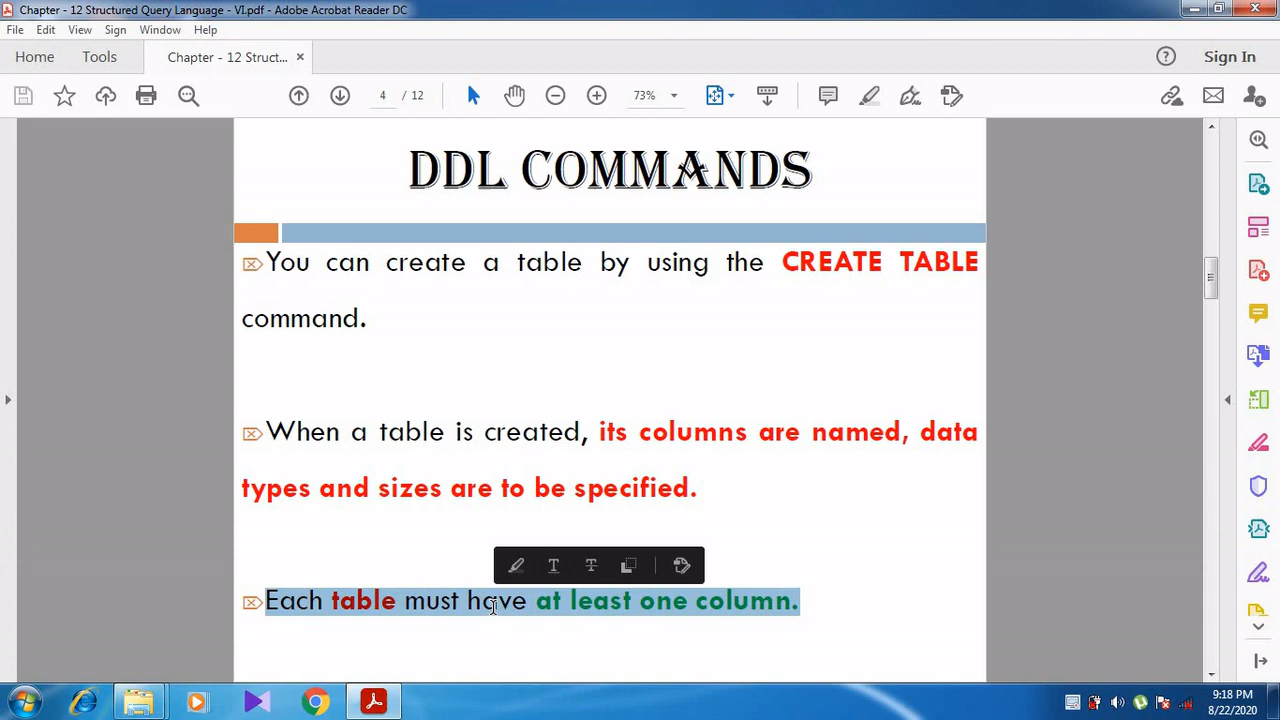 Chapter - 12 Structured Query Language - VI.pdf - Adobe Acrobat Reader DC
File Edit View Sign Window Help
Home Tools Chapter - 12 Struct... Sign In
4 / 12 73%
DDL COMMANDS
You can create a table by using the CREATE TABLE
command.
When a table is created, its columns are named, data
types and sizes are to be specified.
Each table must have at least one column.
9:18 PM
8/22/2020